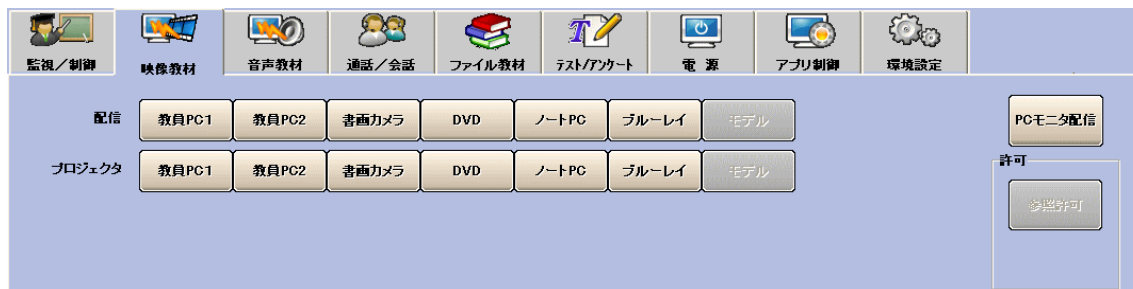 監視／制御 映像教材 音声教材 通話／会話 ファイル教材 テスト/アンケート 電 源 アプリ制御 環境設定
配信 教員PC1 教員PC2 書画カメラ DVD ノートPC ブルーレイ モデル PCモニタ配信
プロジェクタ 教員PC1 教員PC2 書画カメラ DVD ノートPC ブルーレイ モデル
許可
参照許可